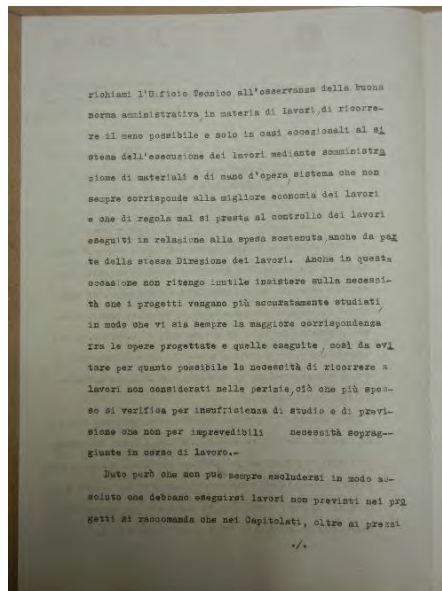 richiami l'Ufficio Tecnico all'osservanza della buona
norma amministrativa, in materia di lavori, di ricorre-
re il meno possibile e solo in casi eccezionali al si
stema dell'esecuzione dei lavori mediante somministra
zione di materiali e di mano d'opera, sistema che non
sempre corrisponde alla migliore economia dei lavori
e che di regola mal si presta al controllo dei lavori
eseguiti in relazione alla spesa sostenuta, anche da par
te della stessa Direzione dei lavori. Anche in questa
occasione non ritengo inutile insistere sulla necessi-
tà che i progetti vengano più accuratamente studiati,
in modo che vi sia sempre la maggiore corrispondenza
fra le opere progettate e quelle eseguite, così da evi
tare per quanto possibile la necessità di ricorrere a
lavori non considerati nelle perizie, ciò che più spes-
so si verifica per insufficienza di studio e di previ-
sione che non per imprevedibili necessità soprag--
giunte in corso di lavoro.-
Dato però che non può sempre escludersi in modo as-
soluto che debbano eseguirsi lavori non previsti nei pro
getti si raccomanda che nei Capitolati, oltre ai prezzi
./.